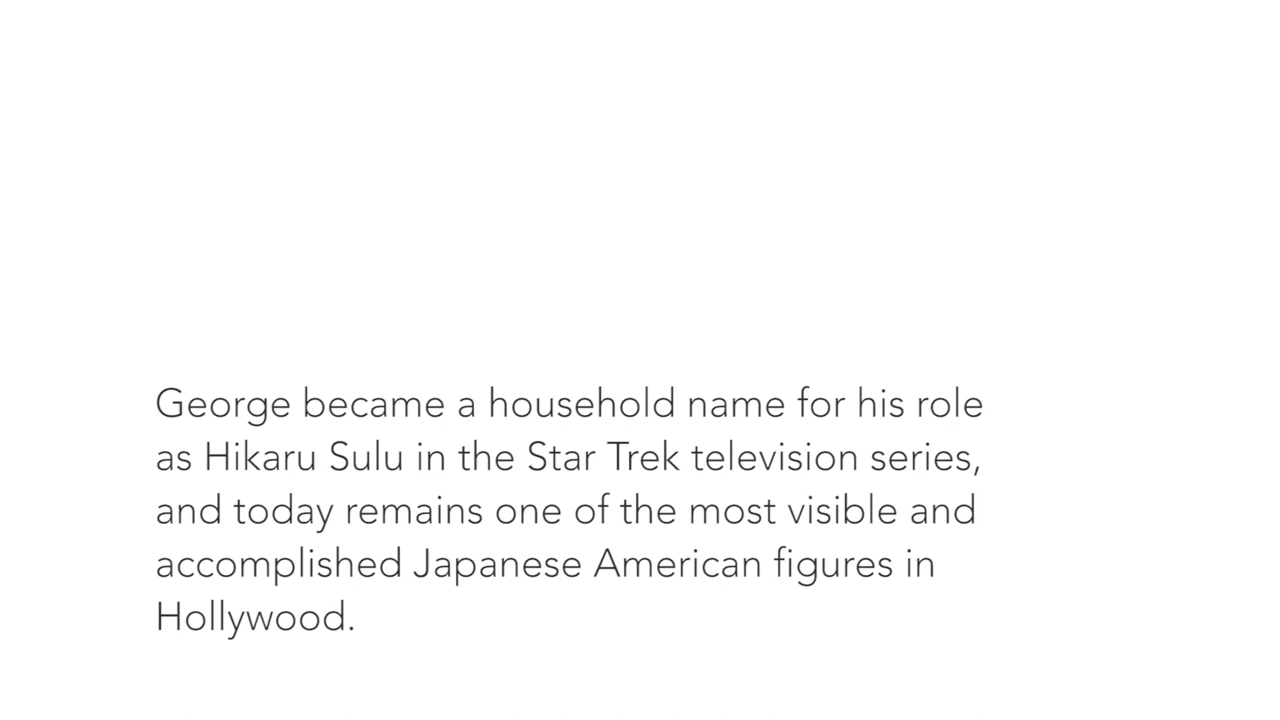 George became a household name for his role
as Hikaru Sulu in the Star Trek television series,
and today remains one of the most visible and
accomplished Japanese American figures in
Hollywood.